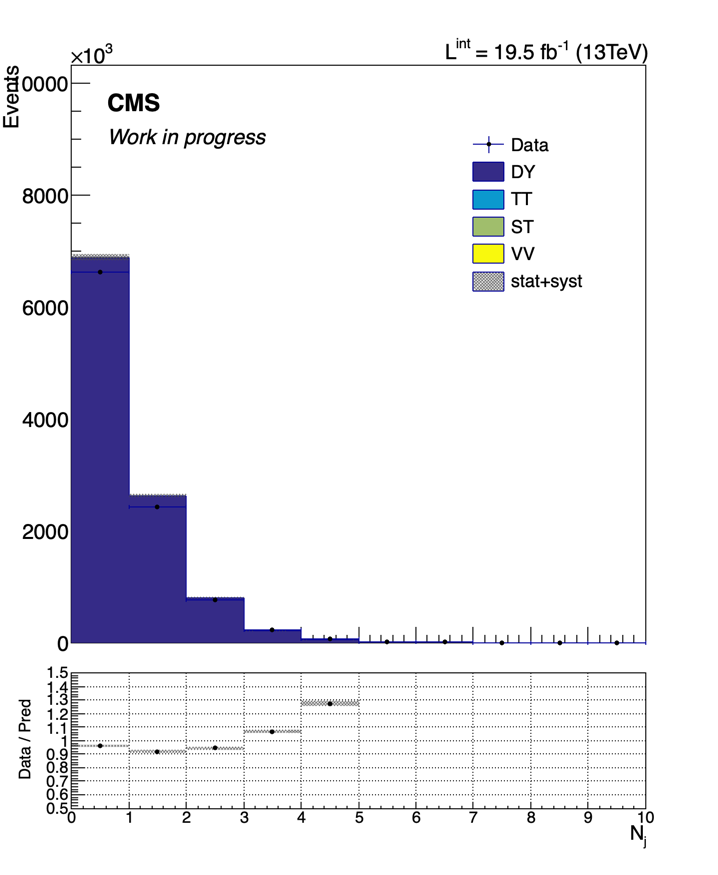 ×10³
L^int = 19.5 fb⁻¹ (13TeV)
Events
10000
CMS
Work in progress
Data
DY
8000
TT
ST
VV
stat+syst
6000
4000
2000
0
Data / Pred
1.5
1.4
1.3
1.2
1.1
1
0.9
0.8
0.7
0.6
0.5
0 1 2 3 4 5 6 7 8 9 10
N_j